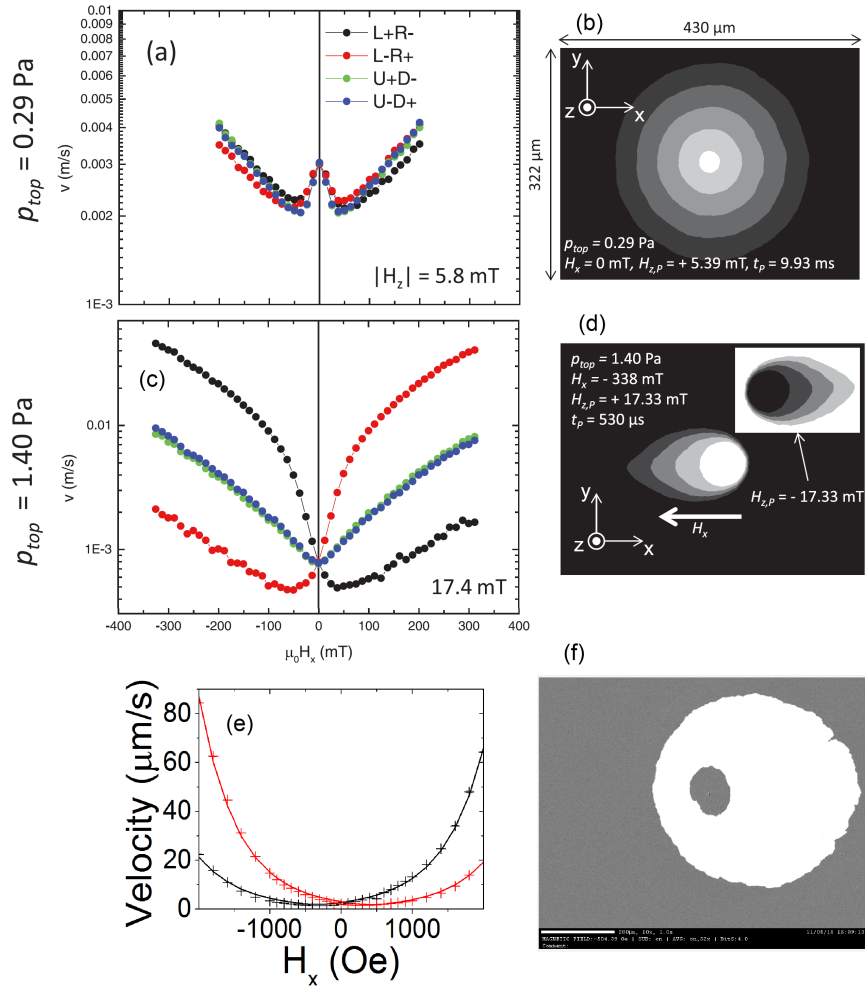 p_top = 0.29 Pa
v (m/s)
0.01
0.009
0.008
0.007
0.006
0.005
0.004
0.003
0.002
1E-3
(a)
L+R-
L-R+
U+D-
U-D+
|H_z| = 5.8 mT
(b)
430 µm
322 µm
y
z
x
p_top = 0.29 Pa
H_x = 0 mT, H_z,P = + 5.39 mT, t_P = 9.93 ms
p_top = 1.40 Pa
v (m/s)
0.01
1E-3
(c)
17.4 mT
-400 -300 -200 -100 0 100 200 300 400
µ₀H_x (mT)
(d)
p_top = 1.40 Pa
H_x = - 338 mT
H_z,P = + 17.33 mT
t_P = 530 µs
H_z,P = - 17.33 mT
H_x
y
z
x
(e)
Velocity (µm/s)
80
60
40
20
0
-1000 0 1000
H_x (Oe)
(f)
200µm, 10x, 1.0x